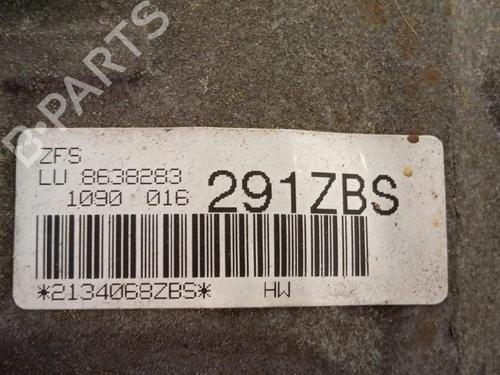 B-PARTS
ZFS
LU 8638283
1090 016
291ZBS
*2134068ZBS* HW